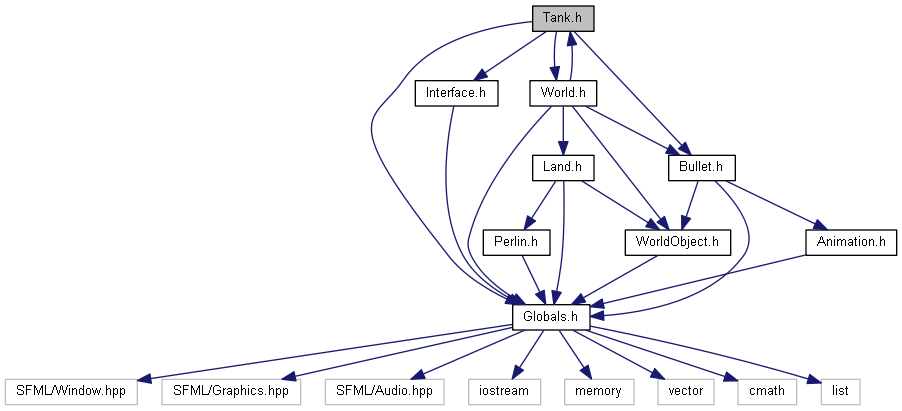 Tank.h
Interface.h
World.h
Land.h
Bullet.h
Perlin.h
WorldObject.h
Animation.h
Globals.h
SFML/Window.hpp
SFML/Graphics.hpp
SFML/Audio.hpp
iostream
memory
vector
cmath
list